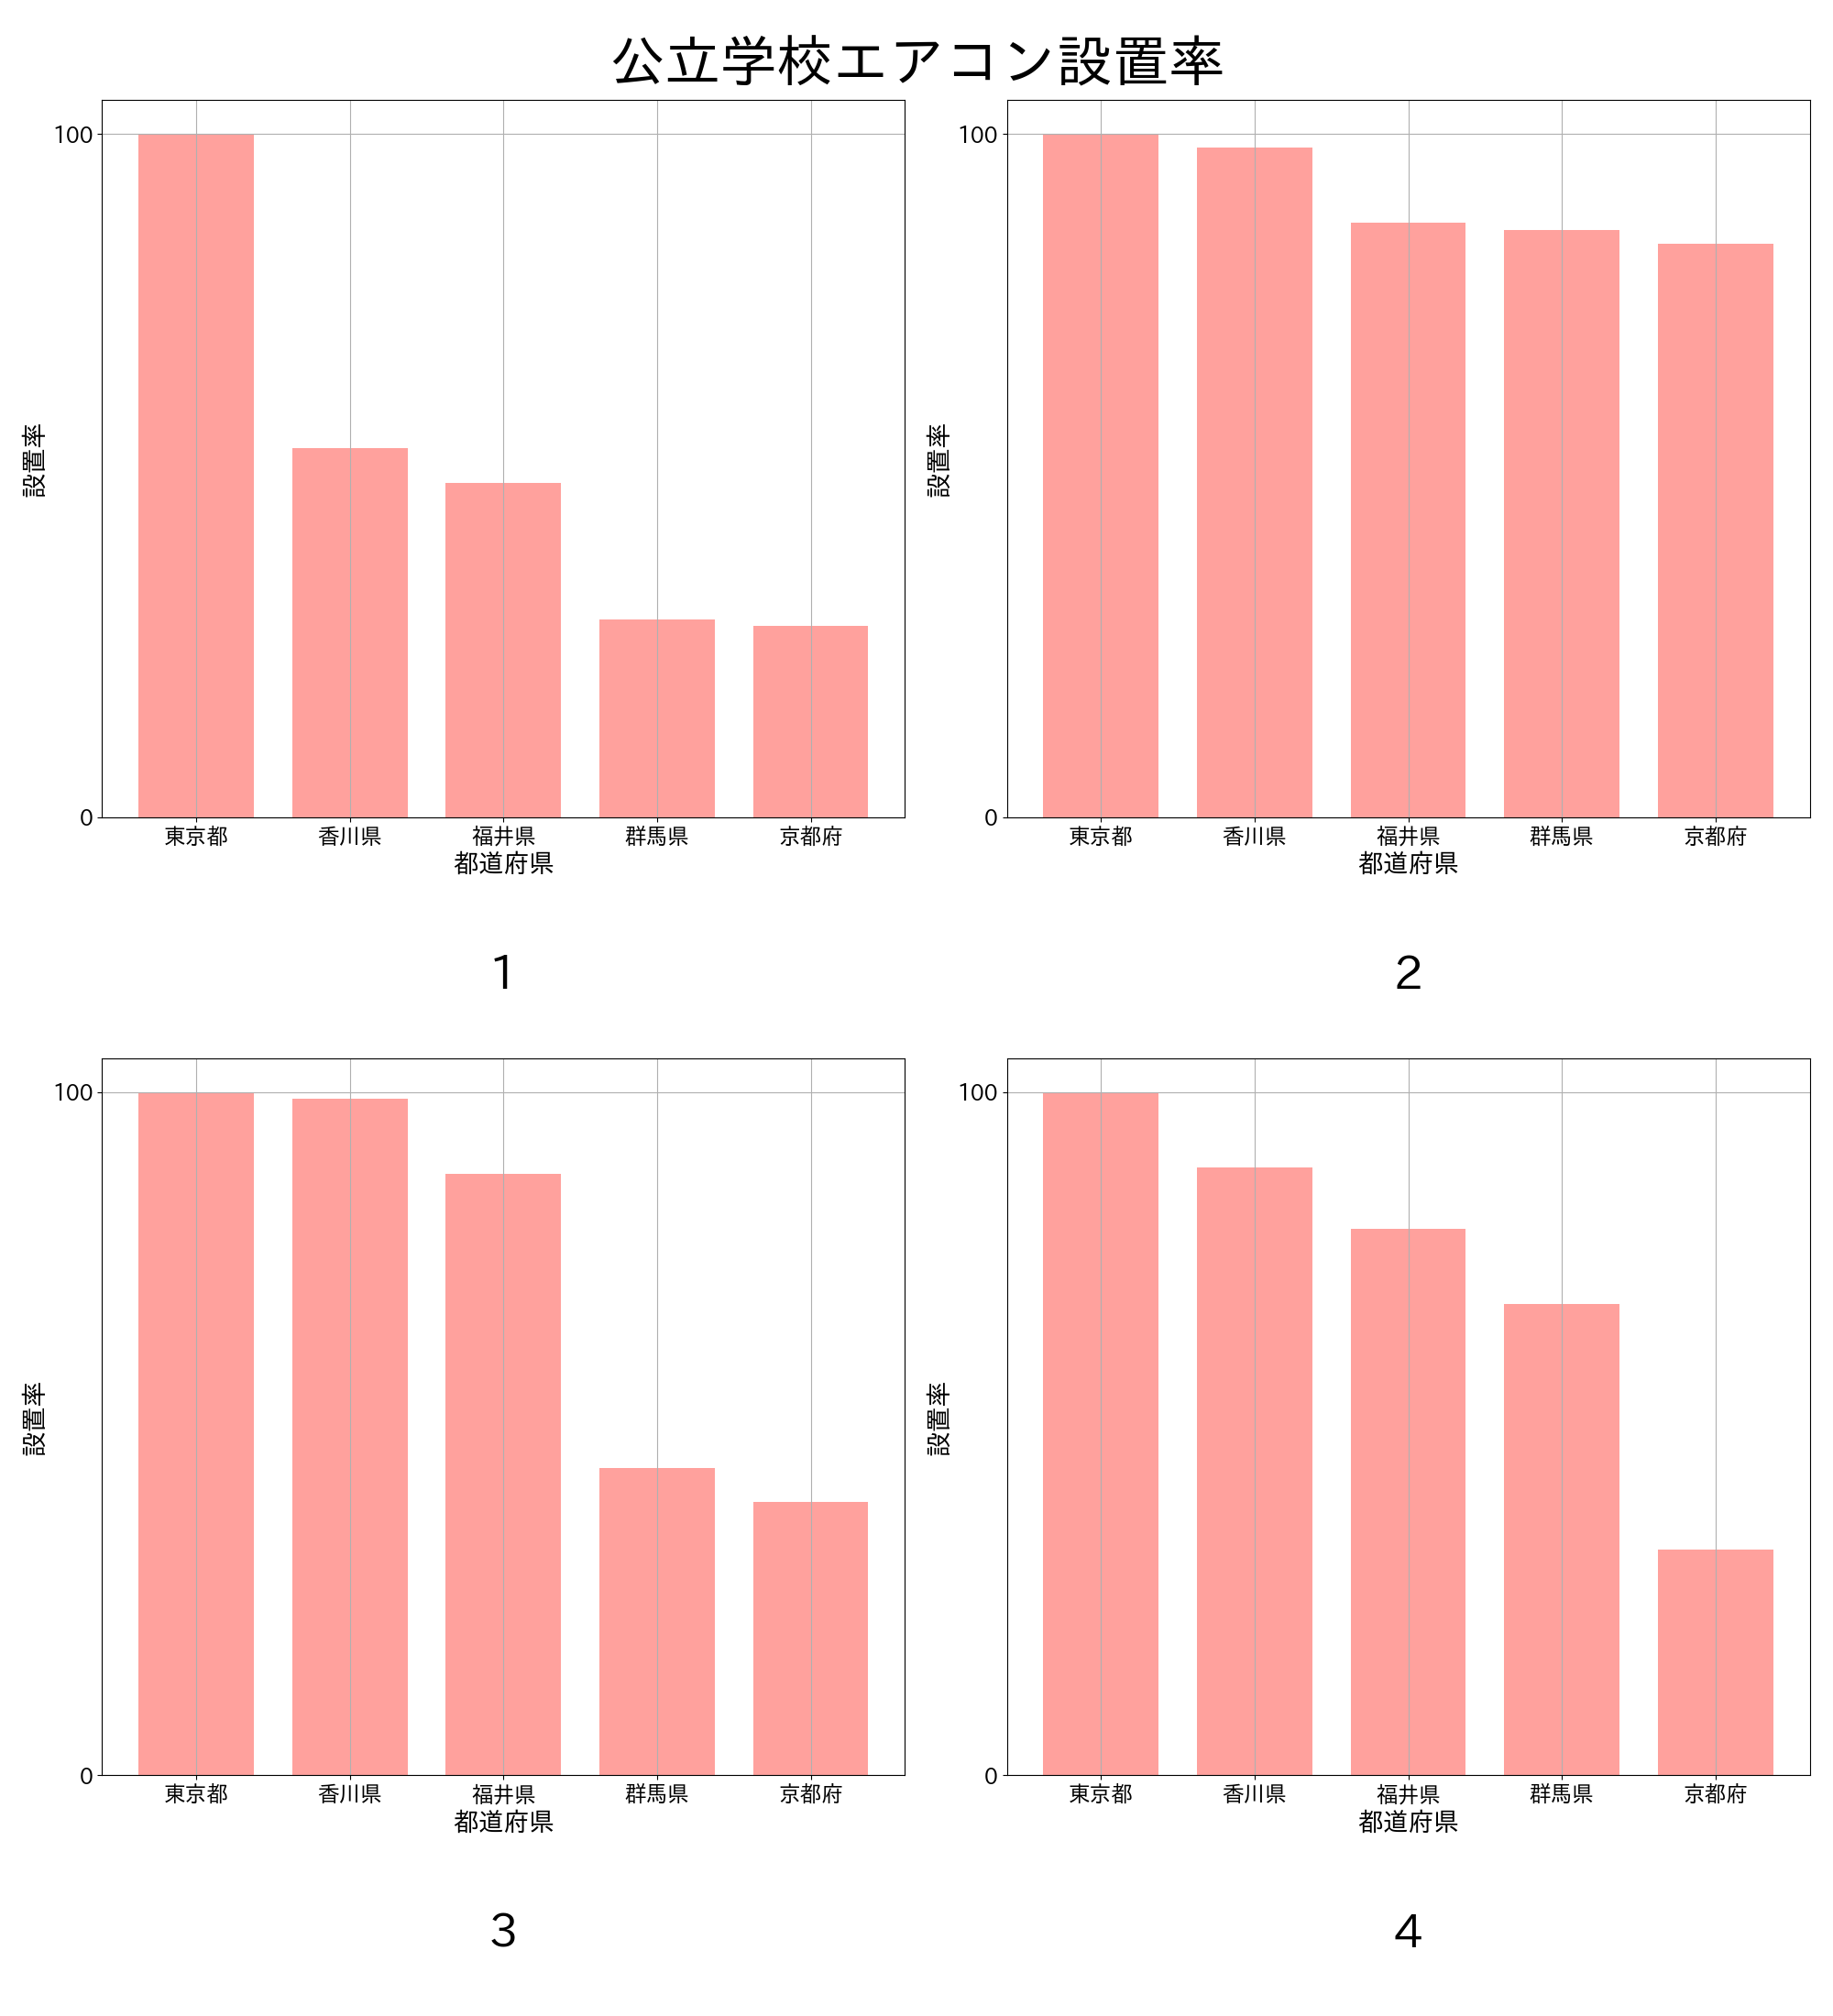 公立学校エアコン設置率
100
設置率
0
東京都 香川県 福井県 群馬県 京都府
都道府県
1
100
設置率
0
東京都 香川県 福井県 群馬県 京都府
都道府県
2
100
設置率
0
東京都 香川県 福井県 群馬県 京都府
都道府県
3
100
設置率
0
東京都 香川県 福井県 群馬県 京都府
都道府県
4